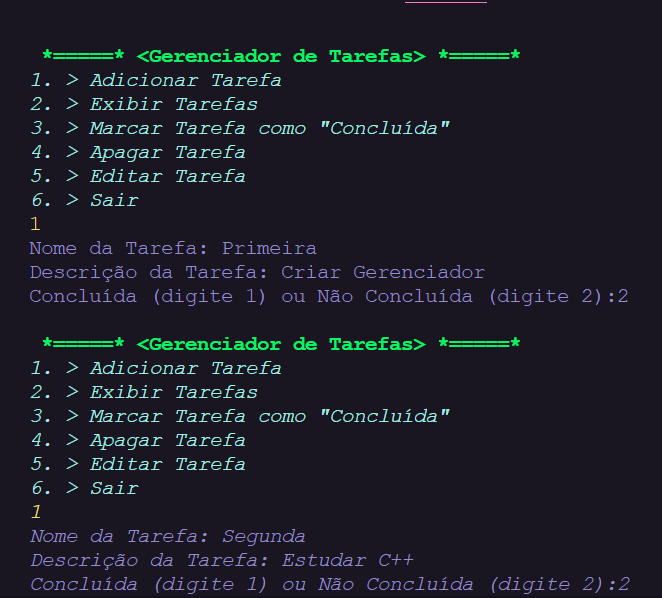 *=====* <Gerenciador de Tarefas> *=====*
1. > Adicionar Tarefa
2. > Exibir Tarefas
3. > Marcar Tarefa como "Concluída"
4. > Apagar Tarefa
5. > Editar Tarefa
6. > Sair
1
Nome da Tarefa: Primeira
Descrição da Tarefa: Criar Gerenciador
Concluída (digite 1) ou Não Concluída (digite 2):2
*=====* <Gerenciador de Tarefas> *=====*
1. > Adicionar Tarefa
2. > Exibir Tarefas
3. > Marcar Tarefa como "Concluída"
4. > Apagar Tarefa
5. > Editar Tarefa
6. > Sair
1
Nome da Tarefa: Segunda
Descrição da Tarefa: Estudar C++
Concluída (digite 1) ou Não Concluída (digite 2):2